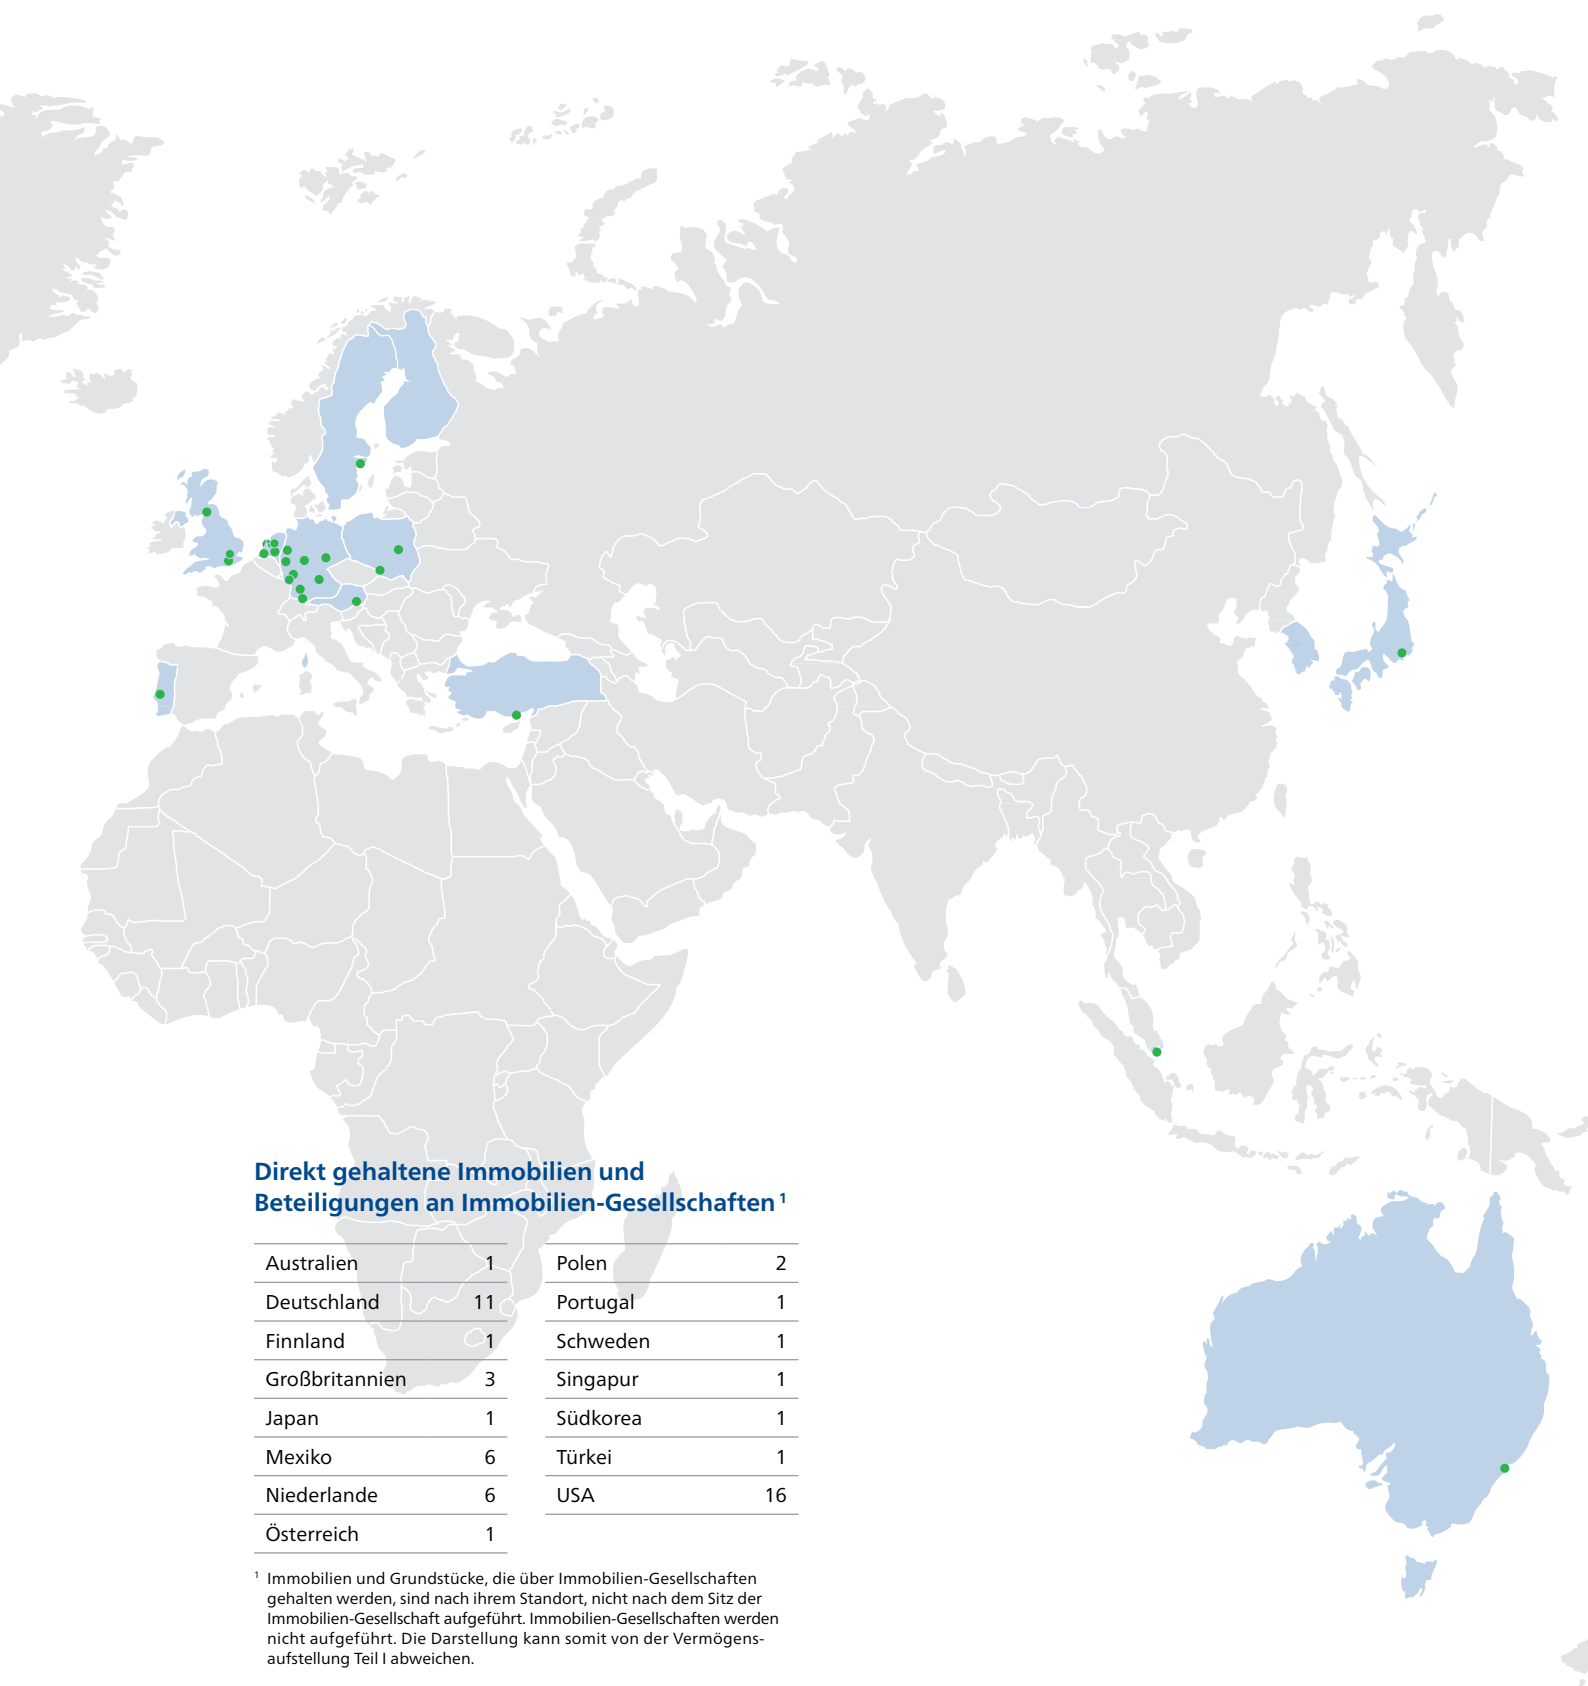 Direkt gehaltene Immobilien und
Beteiligungen an Immobilien-Gesellschaften ¹
Australien 1
Deutschland 11
Finnland 1
Großbritannien 3
Japan 1
Mexiko 6
Niederlande 6
Österreich 1
Polen 2
Portugal 1
Schweden 1
Singapur 1
Südkorea 1
Türkei 1
USA 16
¹ Immobilien und Grundstücke, die über Immobilien-Gesellschaften
gehalten werden, sind nach ihrem Standort, nicht nach dem Sitz der
Immobilien-Gesellschaft aufgeführt. Immobilien-Gesellschaften werden
nicht aufgeführt. Die Darstellung kann somit von der Vermögens-
aufstellung Teil I abweichen.